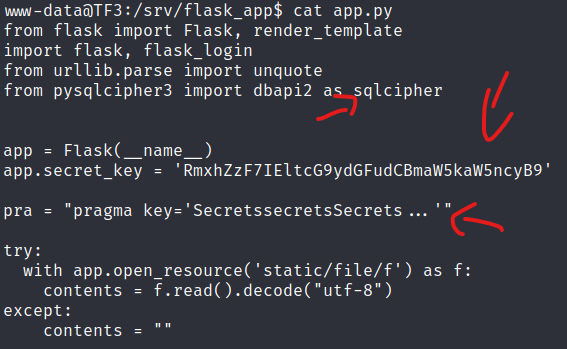 www-data@TF3:/srv/flask_app$ cat app.py
from flask import Flask, render_template
import flask, flask_login
from urllib.parse import unquote
from pysqlcipher3 import dbapi2 as sqlcipher
app = Flask(__name__)
app.secret_key = 'RmxhZzF7IEltcG9ydGFudCBmaW5kaW5ncyB9'
pra = "pragma key='SecretssecretsSecrets...'"
try:
  with app.open_resource('static/file/f') as f:
    contents = f.read().decode("utf-8")
except:
    contents = ""